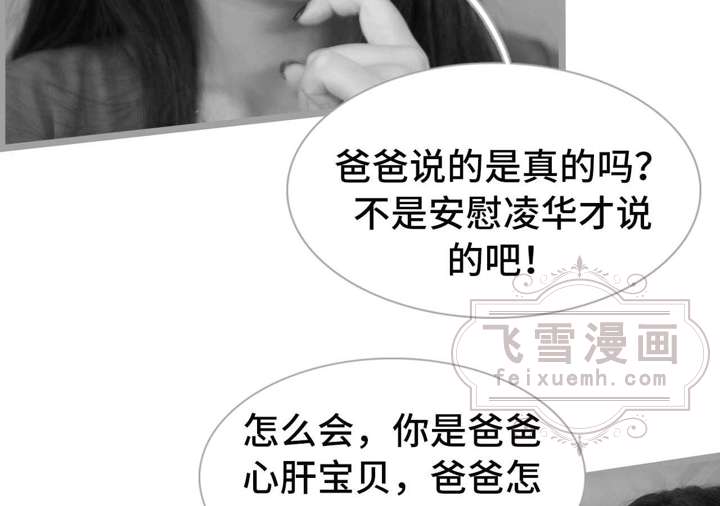 爸爸说的是真的吗？
不是安慰凌华才说
的吧！
飞雪漫画
feixuemh.com
怎么会，你是爸爸
心肝宝贝，爸爸怎